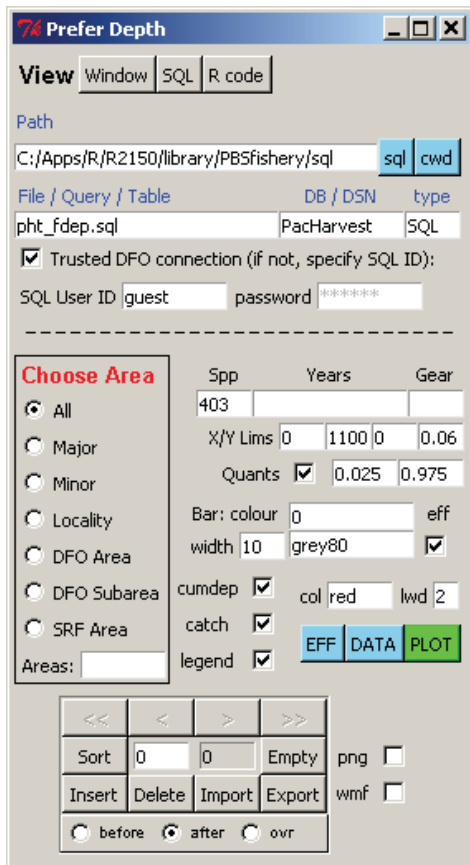 Prefer Depth
View Window SQL R code
Path
C:/Apps/R/R2150/library/PBSfishery/sql sql cwd
File / Query / Table DB / DSN type
pht_fdep.sql PacHarvest SQL
Trusted DFO connection (if not, specify SQL ID):
SQL User ID guest password ******
--------------------------------
Choose Area
All
Major
Minor
Locality
DFO Area
DFO Subarea
SRF Area
Areas:
Spp Years Gear
403
X/Y Lims 0 1100 0 0.06
Quants 0.025 0.975
Bar: colour 0 eff
width 10 grey80
cumdep col red lwd 2
catch
legend EFF DATA PLOT
<< < > >>
Sort 0 0 Empty png
Insert Delete Import Export wmf
before after ovr